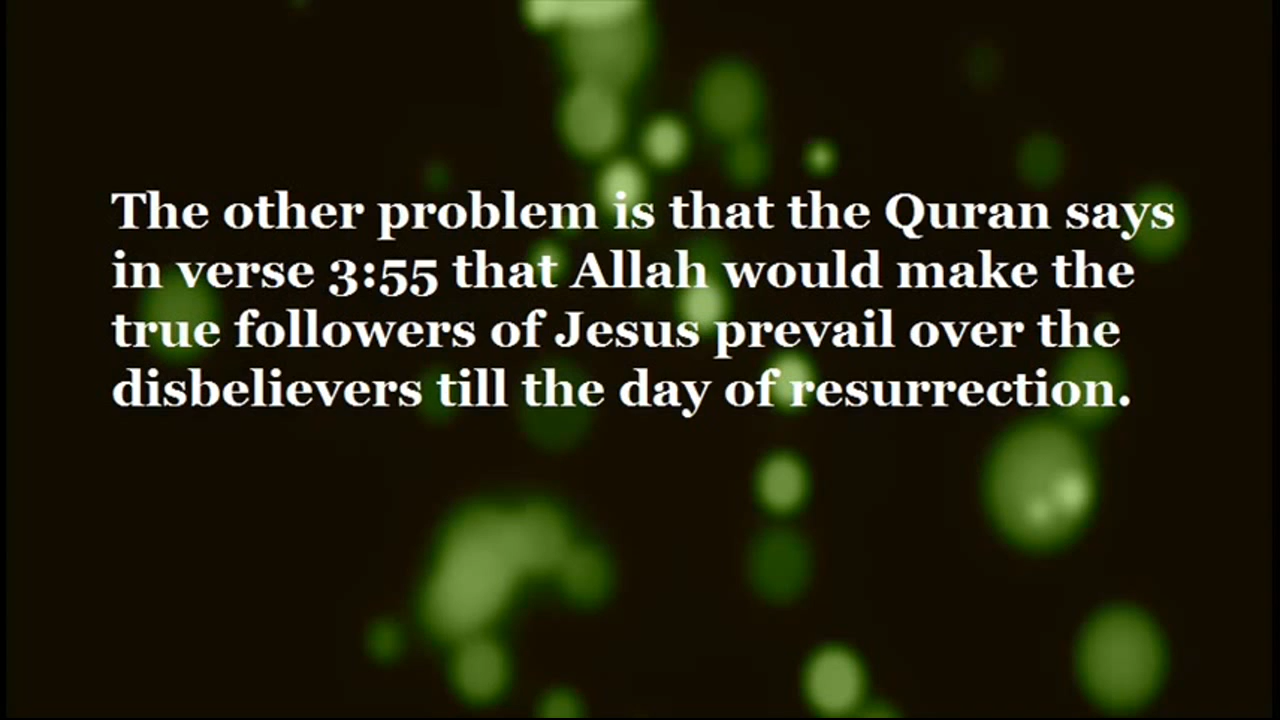 The other problem is that the Quran says
in verse 3:55 that Allah would make the
true followers of Jesus prevail over the
disbelievers till the day of resurrection.